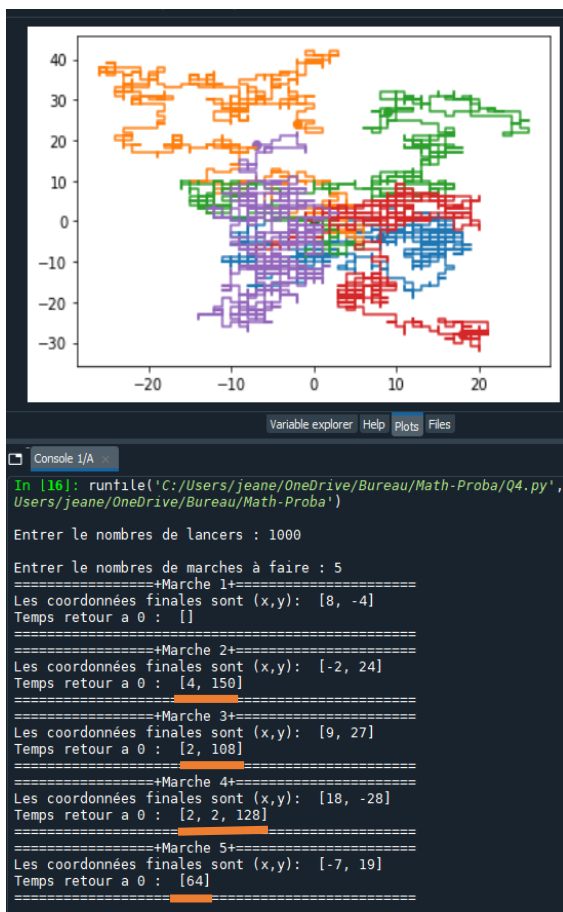 40
30
20
10
0
−10
−20
−30
−20 −10 0 10 20
Variable explorer Help Plots Files
Console 1/A ×
In [16]: runfile('C:/Users/jeane/OneDrive/Bureau/Math-Proba/Q4.py',
Users/jeane/OneDrive/Bureau/Math-Proba')
Entrer le nombres de lancers : 1000
Entrer le nombres de marches à faire : 5
=================+Marche 1+======================
Les coordonnées finales sont (x,y):  [8, -4]
Temps retour a 0 :  []
=================================================
=================+Marche 2+======================
Les coordonnées finales sont (x,y):  [-2, 24]
Temps retour a 0 :  [4, 150]
=================================================
=================+Marche 3+======================
Les coordonnées finales sont (x,y):  [9, 27]
Temps retour a 0 :  [2, 108]
=================================================
=================+Marche 4+======================
Les coordonnées finales sont (x,y):  [18, -28]
Temps retour a 0 :  [2, 2, 128]
=================================================
=================+Marche 5+======================
Les coordonnées finales sont (x,y):  [-7, 19]
Temps retour a 0 :  [64]
=================================================